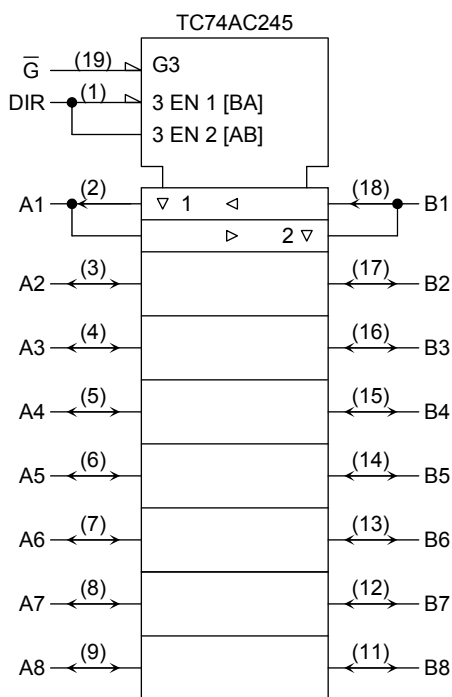 TC74AC245
G̅ (19) G3
DIR (1) 3 EN 1 [BA]
3 EN 2 [AB]
A1 (2) ▽ 1 ◁ (18) B1
▷ 2 ▽
A2 (3) (17) B2
A3 (4) (16) B3
A4 (5) (15) B4
A5 (6) (14) B5
A6 (7) (13) B6
A7 (8) (12) B7
A8 (9) (11) B8